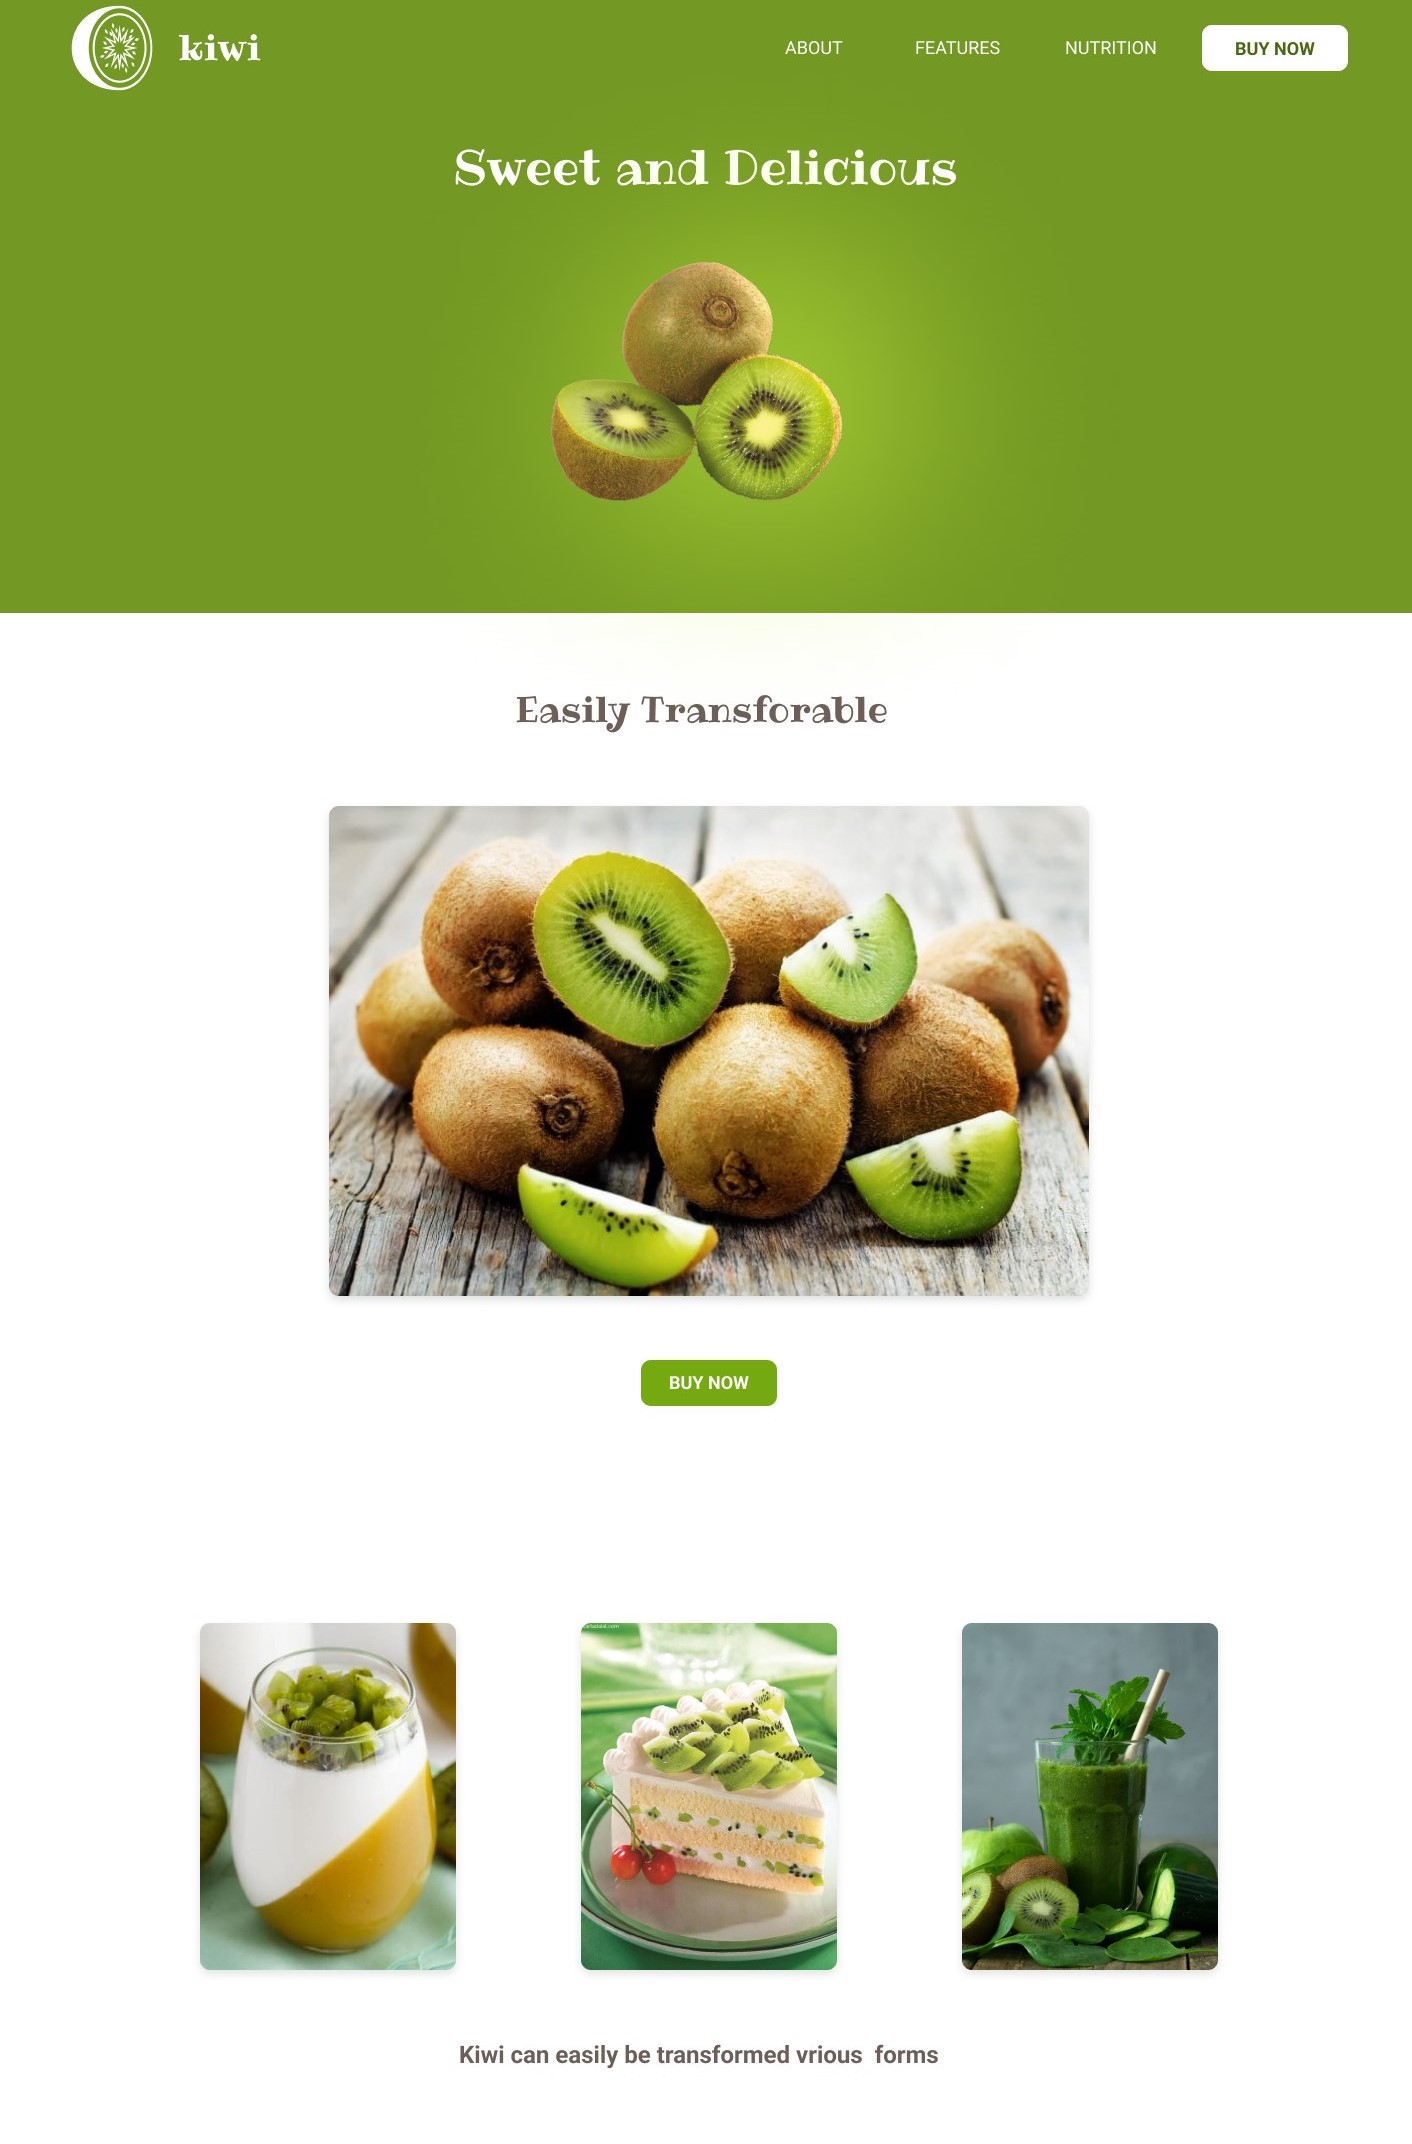 kiwi
ABOUT
FEATURES
NUTRITION
BUY NOW
Sweet and Delicious
Easily Transforable
BUY NOW
Kiwi can easily be transformed vrious  forms